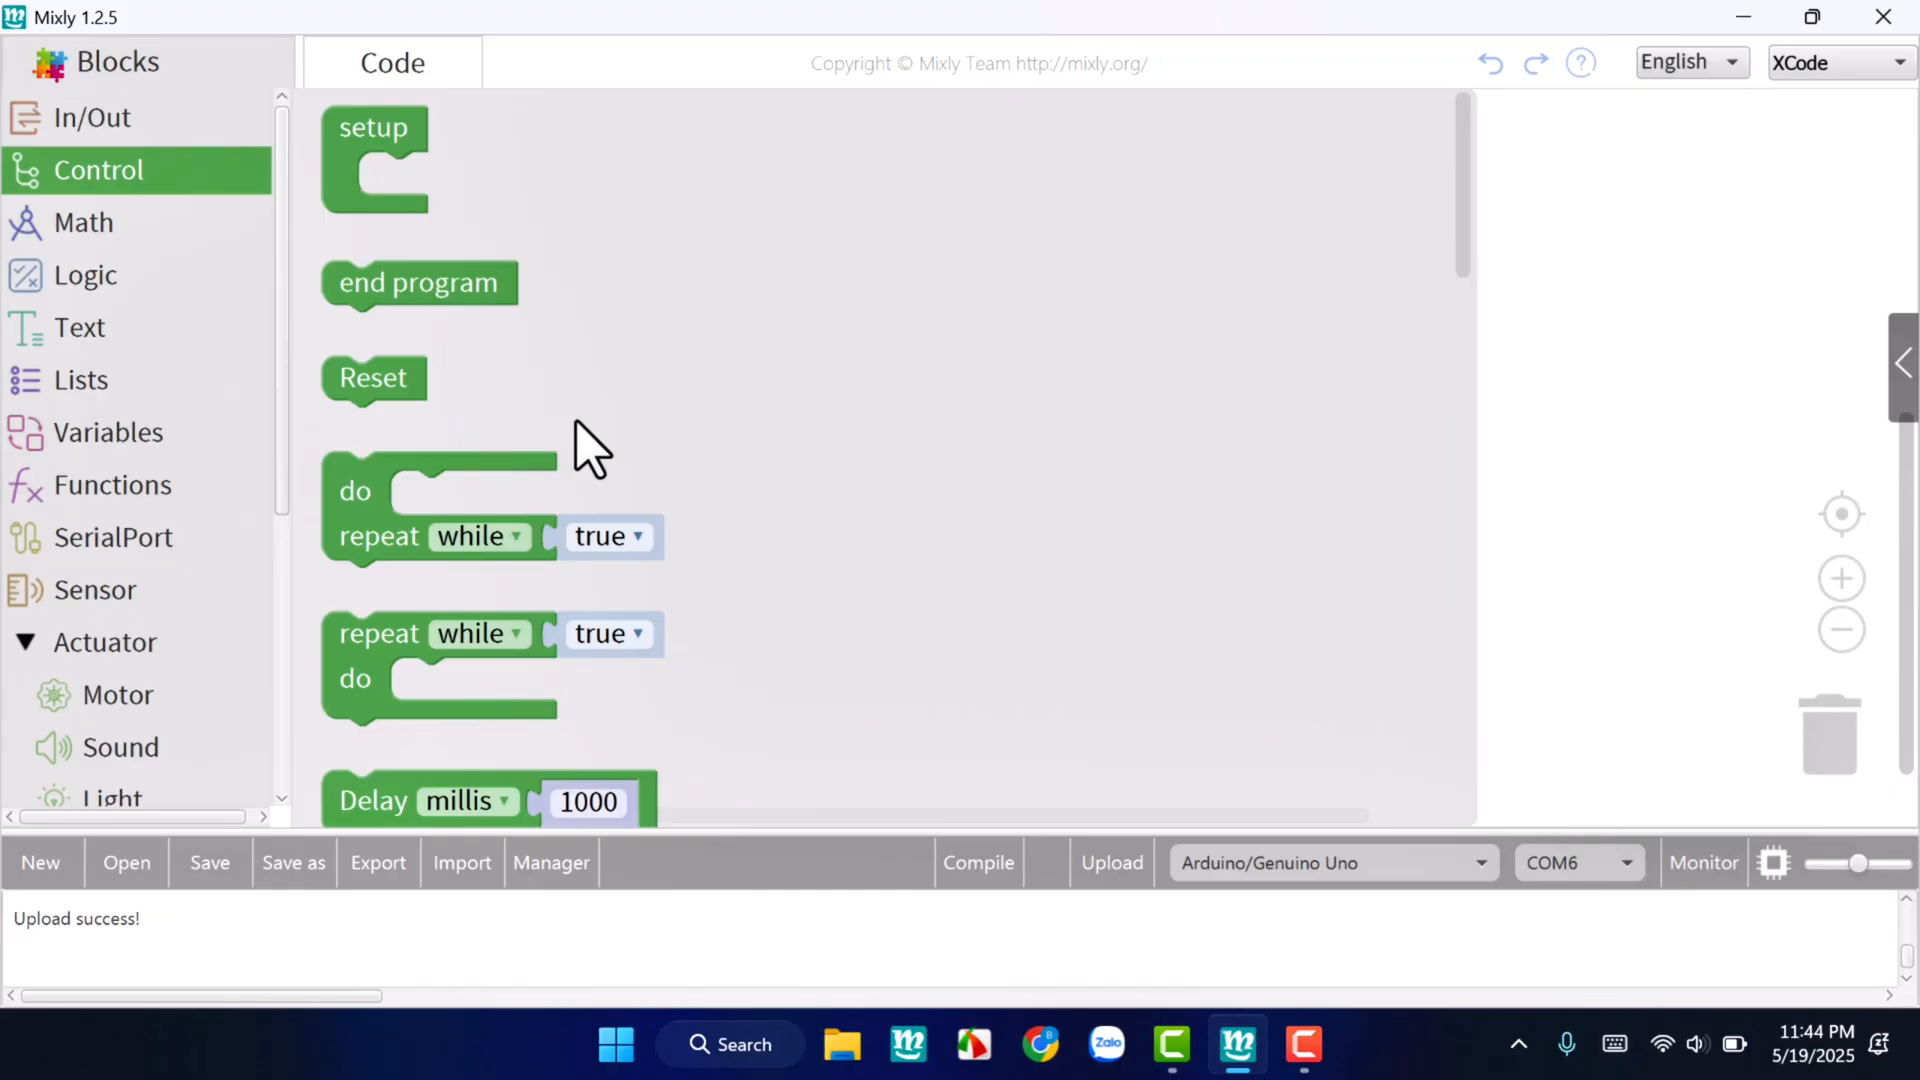 Mixly 1.2.5
Blocks
Code
Copyright © Mixly Team http://mixly.org/
English
XCode
In/Out
Control
Math
Logic
Text
Lists
Variables
Functions
SerialPort
Sensor
Actuator
Motor
Sound
Light
setup
end program
Reset
do
repeat while true
repeat while true
do
Delay millis 1000
New
Open
Save
Save as
Export
Import
Manager
Compile
Upload
Arduino/Genuino Uno
COM6
Monitor
Upload success!
Search
Zalo
11:44 PM
5/19/2025